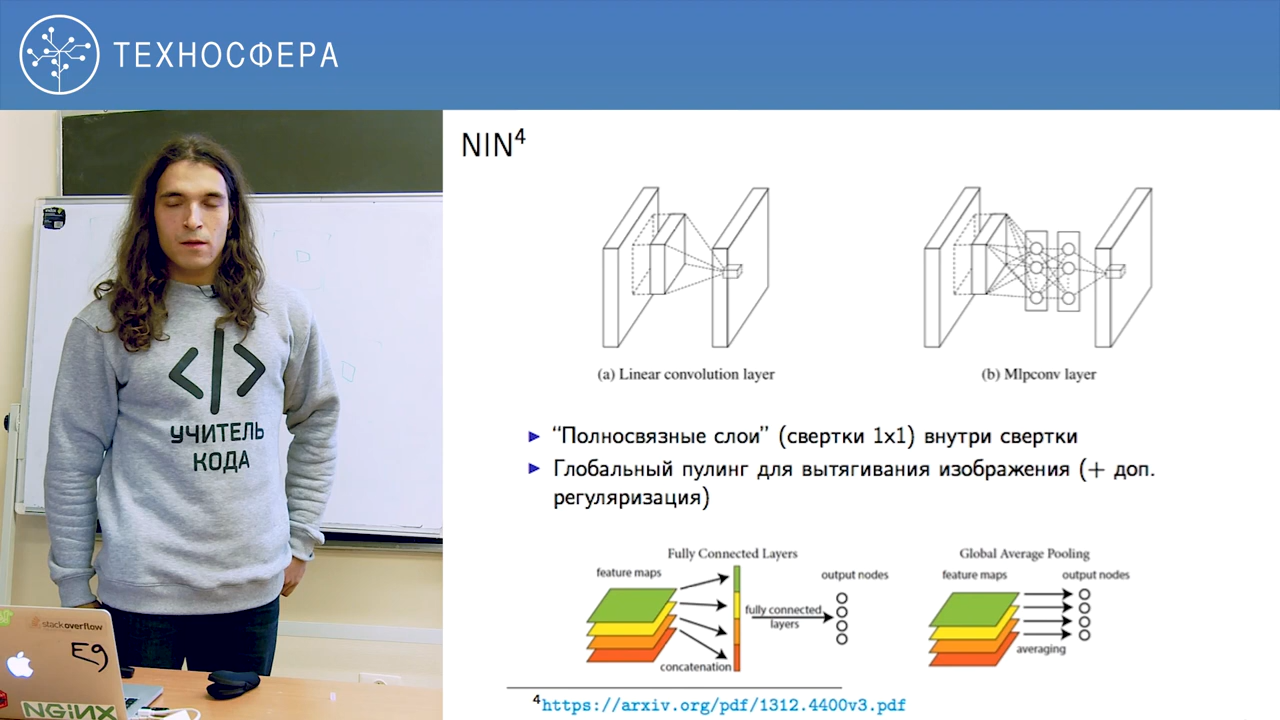 ТЕХНОСФЕРА
NIN⁴
(a) Linear convolution layer
(b) Mlpconv layer
УЧИТЕЛЬ
КОДА
▶ “Полносвязные слои” (свертки 1x1) внутри свертки
▶ Глобальный пулинг для вытягивания изображения (+ доп.
регуляризация)
Fully Connected Layers
feature maps
output nodes
fully connected
layers
concatenation
Global Average Pooling
feature maps
output nodes
averaging
stackoverflow
E9
NGINX
⁴https://arxiv.org/pdf/1312.4400v3.pdf